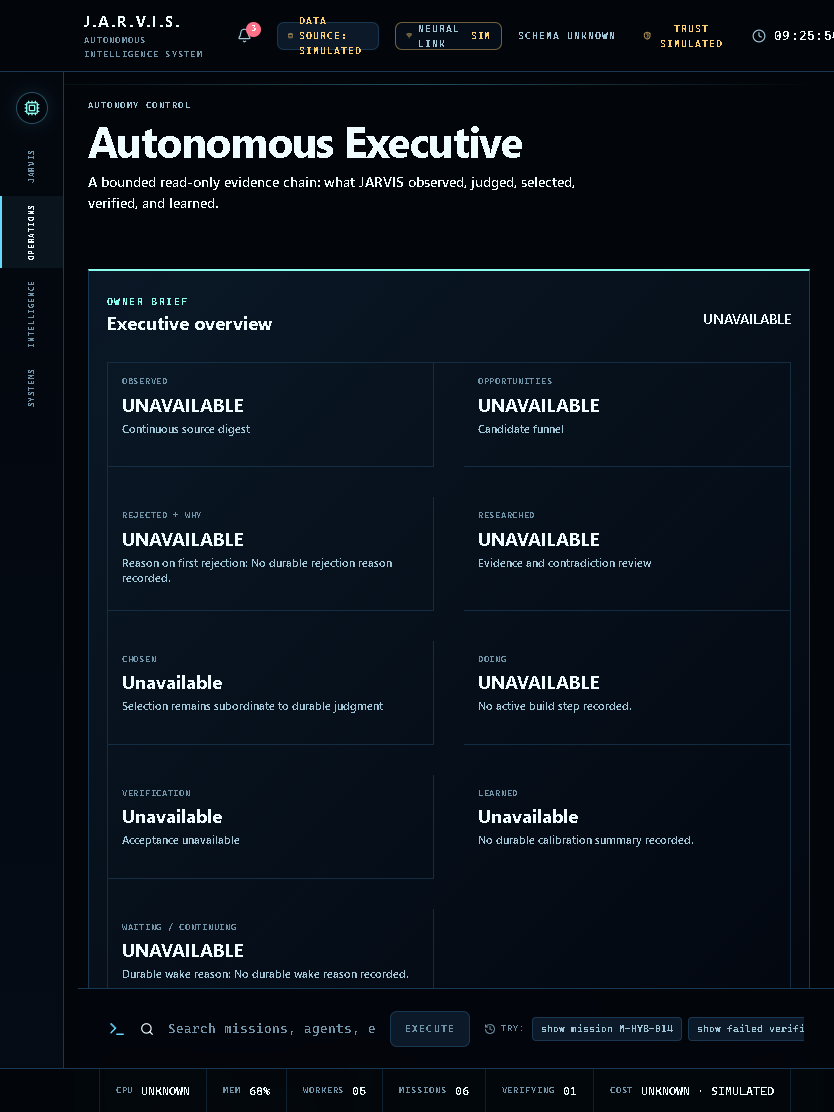 J.A.R.V.I.S.
AUTONOMOUS
INTELLIGENCE SYSTEM
3
DATA
SOURCE:
SIMULATED
NEURAL
LINK
SIM
SCHEMA UNKNOWN
TRUST
SIMULATED
JARVIS
OPERATIONS
INTELLIGENCE
SYSTEMS
AUTONOMY CONTROL
Autonomous Executive
A bounded read-only evidence chain: what JARVIS observed, judged, selected,
verified, and learned.
OWNER BRIEF
Executive overview
UNAVAILABLE
OBSERVED
UNAVAILABLE
Continuous source digest
OPPORTUNITIES
UNAVAILABLE
Candidate funnel
REJECTED + WHY
UNAVAILABLE
Reason on first rejection: No durable rejection reason
recorded.
RESEARCHED
UNAVAILABLE
Evidence and contradiction review
CHOSEN
Unavailable
Selection remains subordinate to durable judgment
DOING
UNAVAILABLE
No active build step recorded.
VERIFICATION
Unavailable
Acceptance unavailable
LEARNED
Unavailable
No durable calibration summary recorded.
WAITING / CONTINUING
UNAVAILABLE
Durable wake reason: No durable wake reason recorded.
Search missions, agents, e
EXECUTE
TRY:
show mission M-HYB-014
show failed verifi
CPU UNKNOWN
MEM 68%
WORKERS 05
MISSIONS 06
VERIFYING 01
COST UNKNOWN · SIMULATED